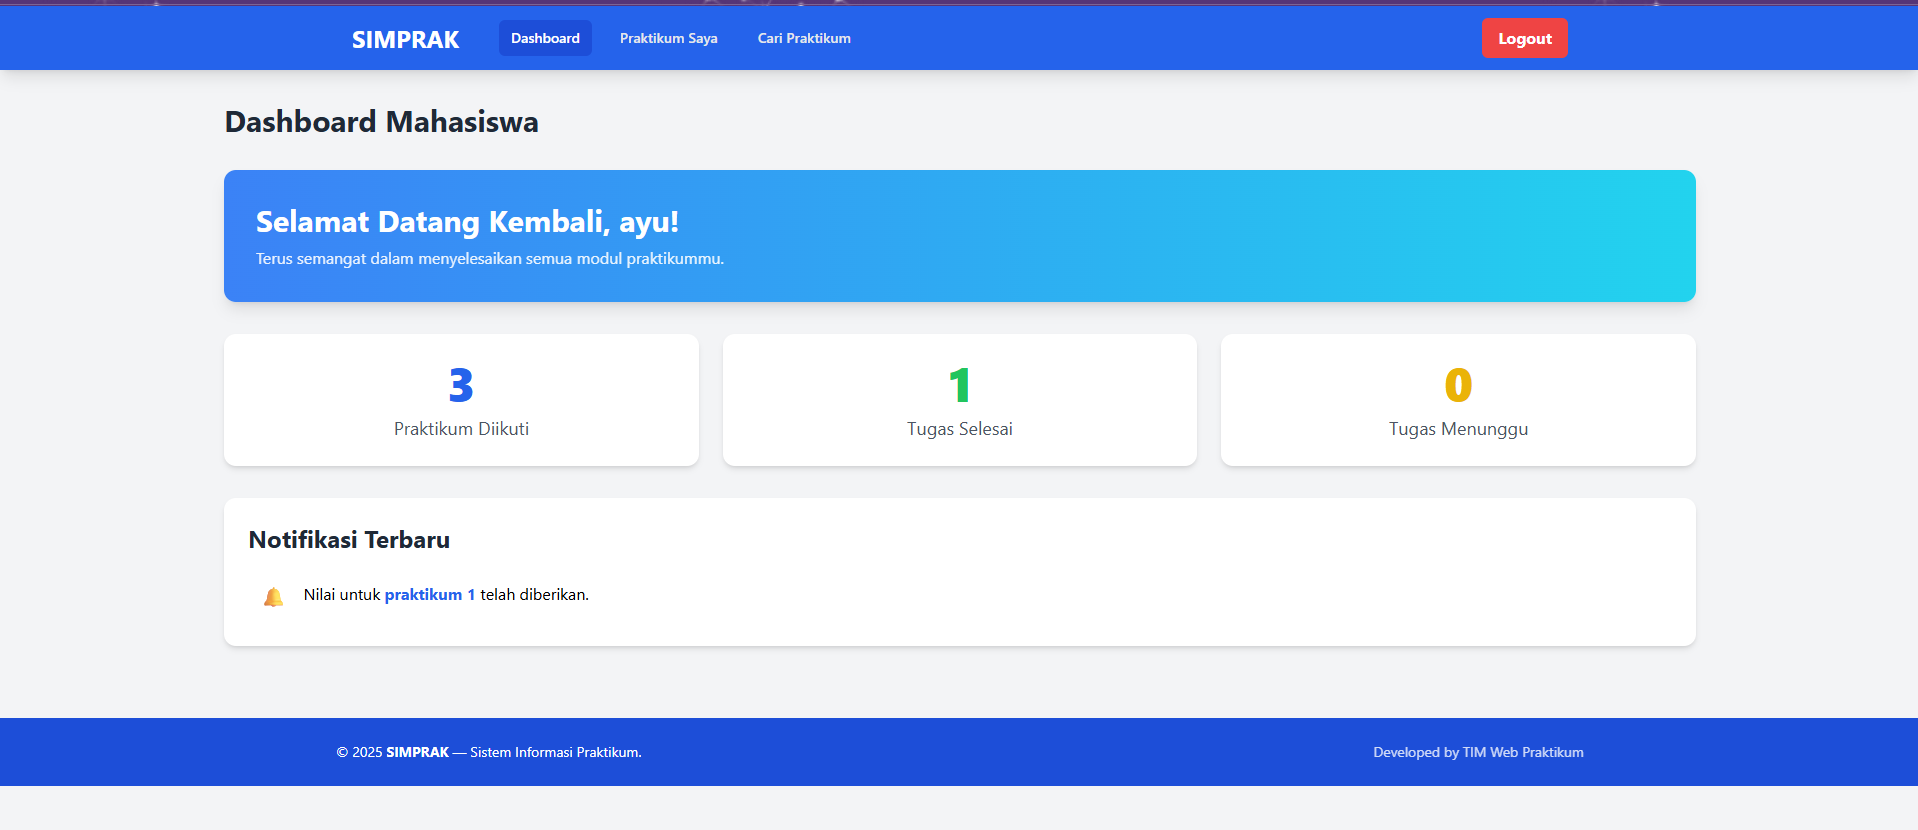 SIMPRAK Dashboard Praktikum Saya Cari Praktikum Logout
Dashboard Mahasiswa
Selamat Datang Kembali, ayu!
Terus semangat dalam menyelesaikan semua modul praktikummu.
3
Praktikum Diikuti
1
Tugas Selesai
0
Tugas Menunggu
Notifikasi Terbaru
Nilai untuk praktikum 1 telah diberikan.
© 2025 SIMPRAK — Sistem Informasi Praktikum.
Developed by TIM Web Praktikum